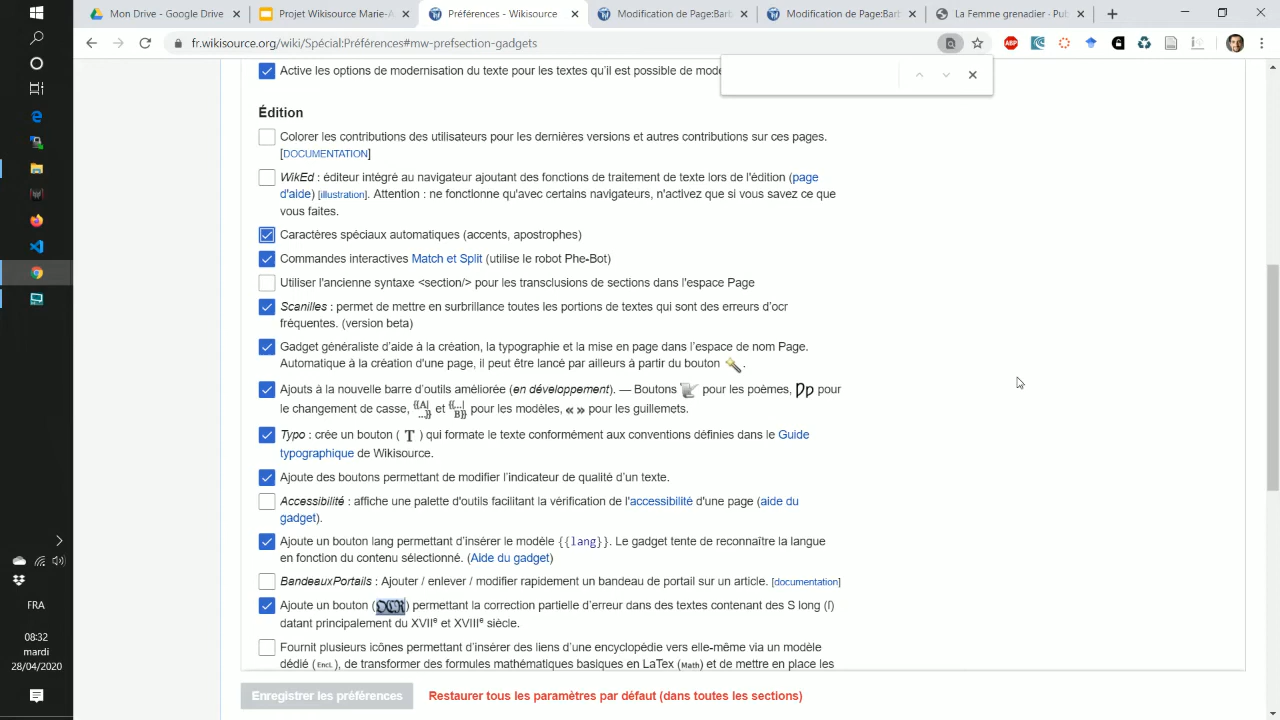 Mon Drive - Google Drive
Projet Wikisource Marie-A
Préférences - Wikisource
Modification de Page:Barb
Modification de Page:Barb
La Femme grenadier - Pub
fr.wikisource.org/wiki/Spécial:Préférences#mw-prefsection-gadgets
ABP
Active les options de modernisation du texte pour les textes qu'il est possible de mode
Édition
Colorer les contributions des utilisateurs pour les dernières versions et autres contributions sur ces pages.
[DOCUMENTATION]
WikEd : éditeur intégré au navigateur ajoutant des fonctions de traitement de texte lors de l'édition (page
d'aide) [illustration]. Attention : ne fonctionne qu'avec certains navigateurs, n'activez que si vous savez ce que
vous faites.
Caractères spéciaux automatiques (accents, apostrophes)
Commandes interactives Match et Split (utilise le robot Phe-Bot)
Utiliser l'ancienne syntaxe <section/> pour les transclusions de sections dans l'espace Page
Scanilles : permet de mettre en surbrillance toutes les portions de textes qui sont des erreurs d'ocr
fréquentes. (version beta)
Gadget généraliste d'aide à la création, la typographie et la mise en page dans l'espace de nom Page.
Automatique à la création d'une page, il peut être lancé par ailleurs à partir du bouton .
Ajouts à la nouvelle barre d'outils améliorée (en développement). — Boutons pour les poèmes, Pp pour
le changement de casse, {{A|...}} et {{...|B}} pour les modèles, « » pour les guillemets.
Typo : crée un bouton ( T ) qui formate le texte conformément aux conventions définies dans le Guide
typographique de Wikisource.
Ajoute des boutons permettant de modifier l'indicateur de qualité d'un texte.
Accessibilité : affiche une palette d'outils facilitant la vérification de l'accessibilité d'une page (aide du
gadget).
Ajoute un bouton lang permettant d'insérer le modèle {{lang}}. Le gadget tente de reconnaître la langue
en fonction du contenu sélectionné. (Aide du gadget)
BandeauxPortails : Ajouter / enlever / modifier rapidement un bandeau de portail sur un article. [documentation]
Ajoute un bouton (OCR) permettant la correction partielle d'erreur dans des textes contenant des S long (ſ)
datant principalement du XVIIe et XVIIIe siècle.
Fournit plusieurs icônes permettant d'insérer des liens d'une encyclopédie vers elle-même via un modèle
dédié (Encl.), de transformer des formules mathématiques basiques en LaTex (Math) et de mettre en place les
Enregistrer les préférences
Restaurer tous les paramètres par défaut (dans toutes les sections)
FRA
08:32
mardi
28/04/2020